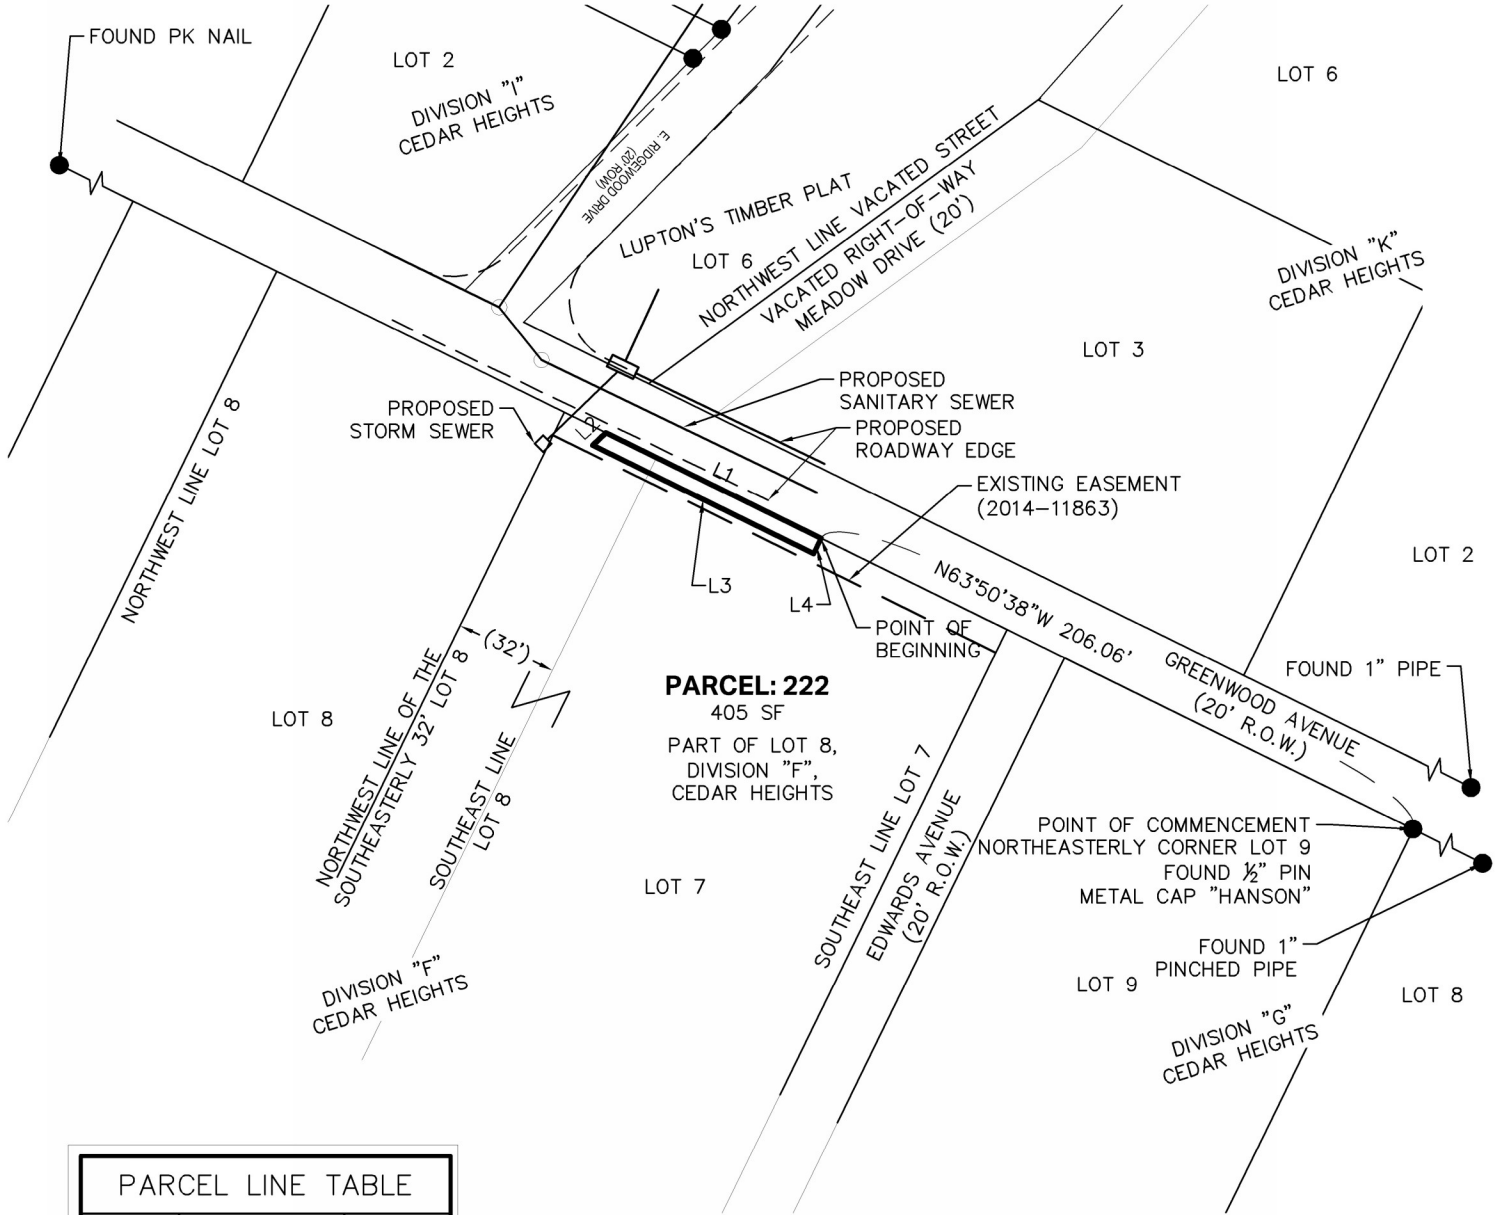 FOUND PK NAIL
LOT 2
DIVISION "I"
CEDAR HEIGHTS
LOT 6
E. RIDGEWOOD DRIVE
(20' ROW)
LUPTON'S TIMBER PLAT
LOT 6
NORTHWEST LINE VACATED STREET
VACATED RIGHT-OF-WAY
MEADOW DRIVE (20')
DIVISION "K"
CEDAR HEIGHTS
LOT 3
PROPOSED
SANITARY SEWER
PROPOSED
STORM SEWER
PROPOSED
ROADWAY EDGE
L2
L1
EXISTING EASEMENT
(2014-11863)
NORTHWEST LINE LOT 8
LOT 2
L3
L4
N63°50'38"W 206.06'
POINT OF
BEGINNING
(32')
GREENWOOD AVENUE
(20' R.O.W.)
FOUND 1" PIPE
PARCEL: 222
405 SF
PART OF LOT 8,
DIVISION "F",
CEDAR HEIGHTS
LOT 8
NORTHWEST LINE OF THE
SOUTHEASTERLY 32' LOT 8
SOUTHEAST LINE
LOT 8
SOUTHEAST LINE LOT 7
EDWARDS AVENUE
(20' R.O.W.)
POINT OF COMMENCEMENT
NORTHEASTERLY CORNER LOT 9
FOUND ½" PIN
METAL CAP "HANSON"
LOT 7
FOUND 1"
PINCHED PIPE
LOT 9
LOT 8
DIVISION "F"
CEDAR HEIGHTS
DIVISION "G"
CEDAR HEIGHTS
PARCEL LINE TABLE